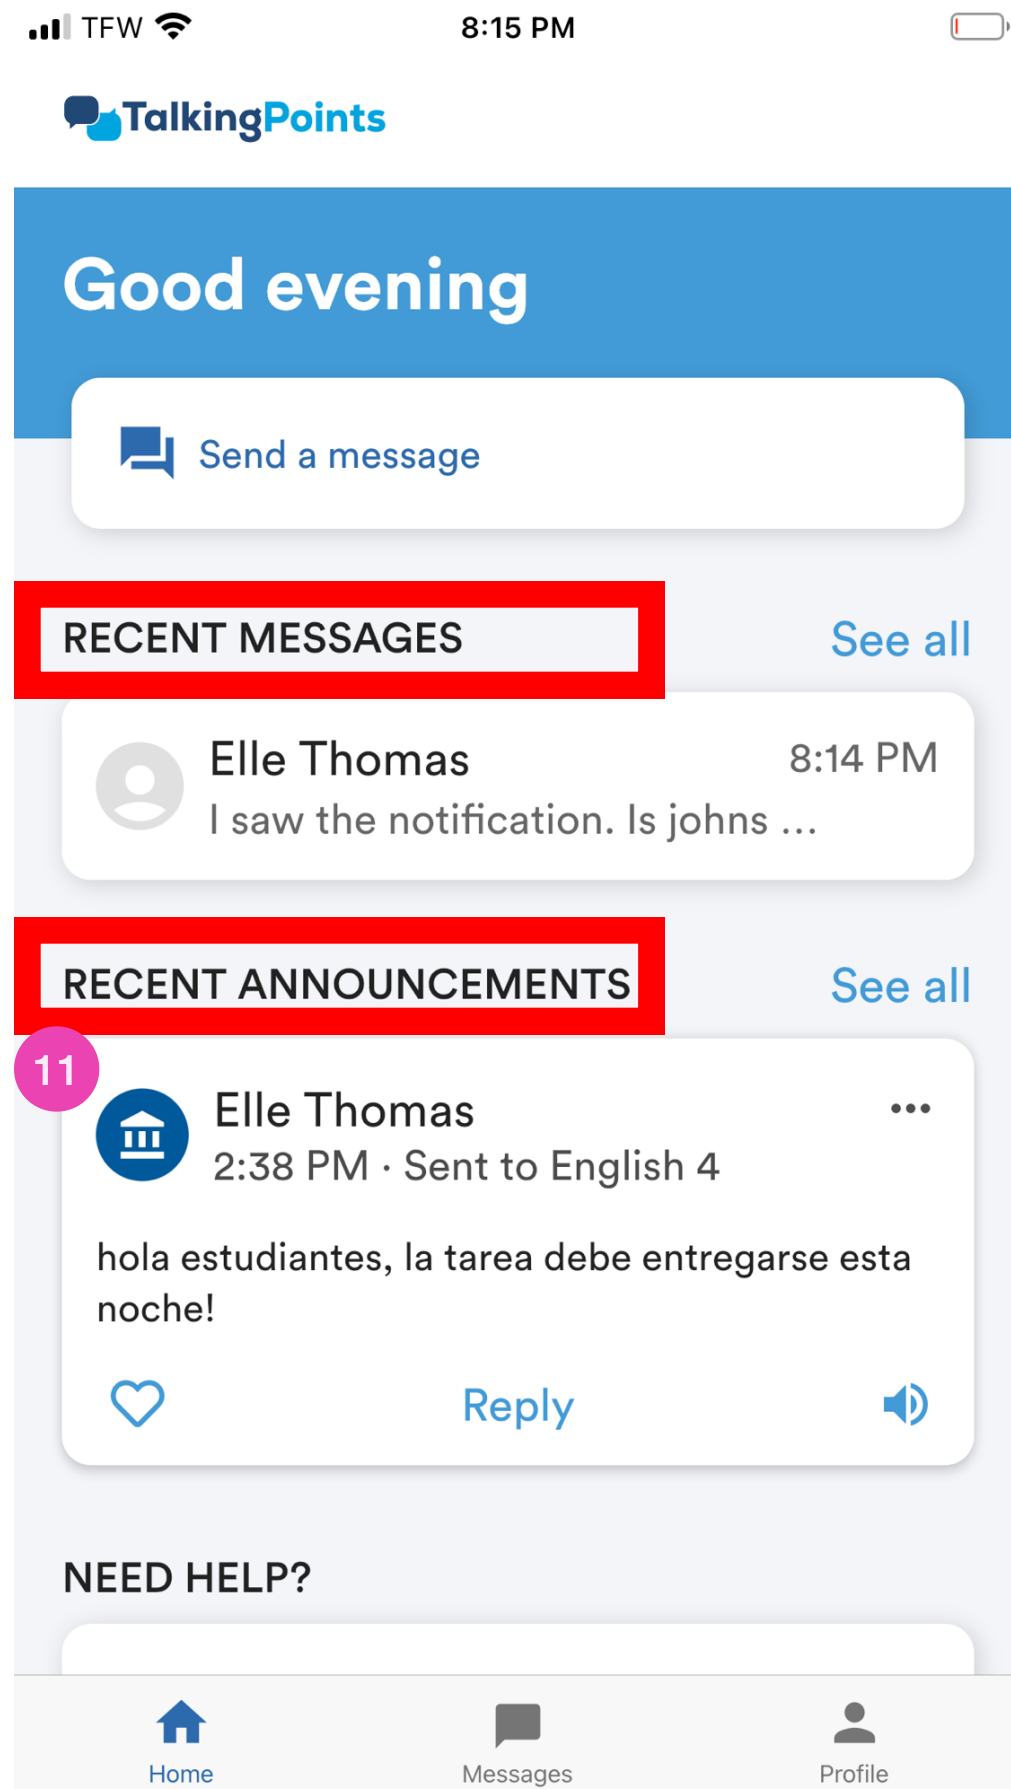 TFW 8:15 PM
TalkingPoints
Good evening
Send a message
RECENT MESSAGES See all
Elle Thomas 8:14 PM
I saw the notification. Is johns ...
RECENT ANNOUNCEMENTS See all
11
Elle Thomas
2:38 PM · Sent to English 4
hola estudiantes, la tarea debe entregarse esta
noche!
Reply
NEED HELP?
Home Messages Profile